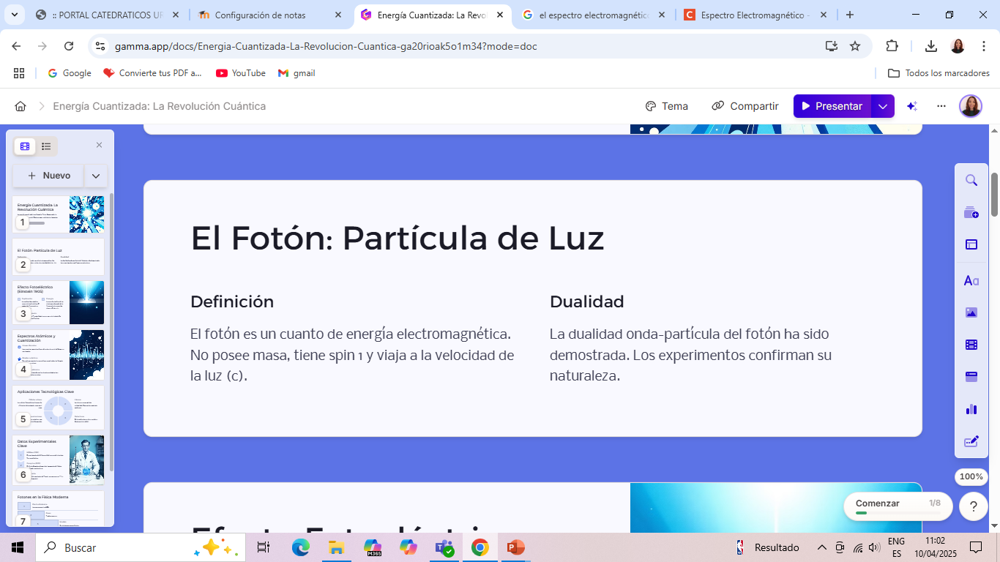 :: PORTAL CATEDRATICOS UF
Configuración de notas
Energía Cuantizada: La Revo
el espectro electromagnétic
Espectro Electromagnético -
gamma.app/docs/Energia-Cuantizada-La-Revolucion-Cuantica-ga20rioak5o1m34?mode=doc
Google
Convierte tus PDF a...
YouTube
gmail
Todos los marcadores
Energía Cuantizada: La Revolución Cuántica
Tema
Compartir
Presentar
Nuevo
Energía Cuantizada: La
Revolución Cuántica
1
El Fotón: Partícula de Luz
2
Efecto Fotoeléctrico
(Einstein 1905)
3
Espectros Atómicos y
Cuantización
4
Aplicaciones Tecnológicas Clave
5
Datos Experimentales
Clave
6
Fotones en la Física Moderna
7
El Fotón: Partícula de Luz
Definición
El fotón es un cuanto de energía electromagnética.
No posee masa, tiene spin 1 y viaja a la velocidad de
la luz (c).
Dualidad
La dualidad onda-partícula del fotón ha sido
demostrada. Los experimentos confirman su
naturaleza.
Aa
100%
Comenzar
1/8
?
Buscar
M365
Resultado
ENG
ES
11:02
10/04/2025